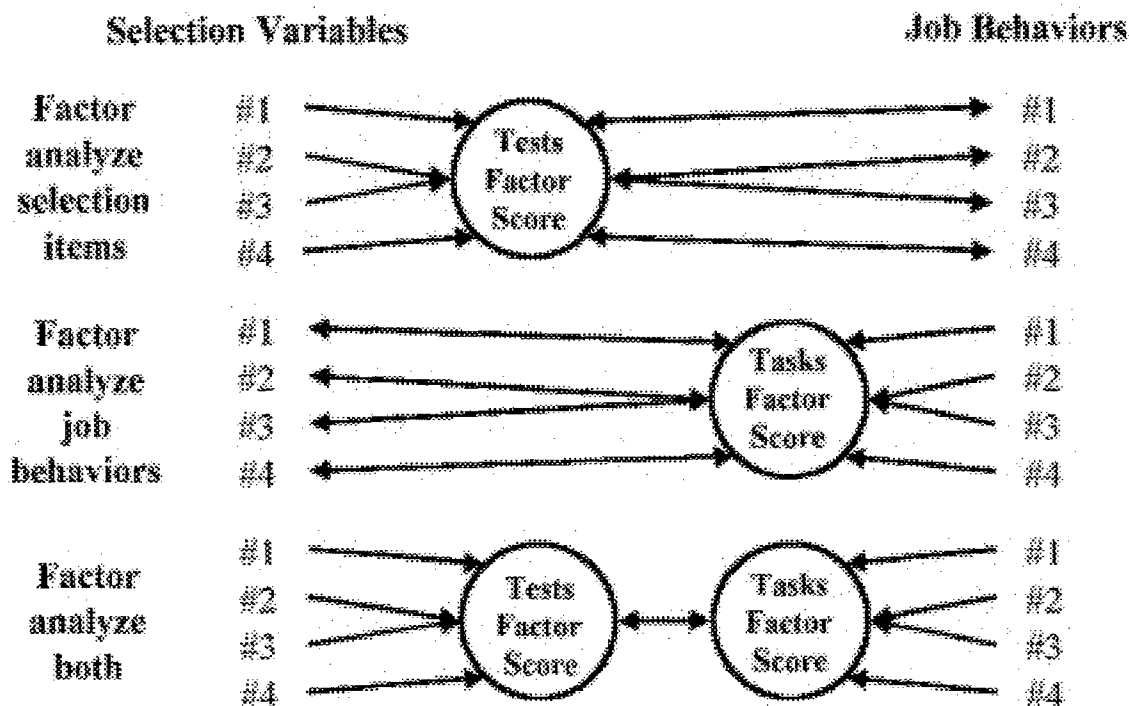 Selection Variables
Job Behaviors
Factor
analyze
selection
items
#1
#2
#3
#4
Tests
Factor
Score
#1
#2
#3
#4
Factor
analyze
job
behaviors
#1
#2
#3
#4
Tasks
Factor
Score
#1
#2
#3
#4
Factor
analyze
both
#1
#2
#3
#4
Tests
Factor
Score
Tasks
Factor
Score
#1
#2
#3
#4